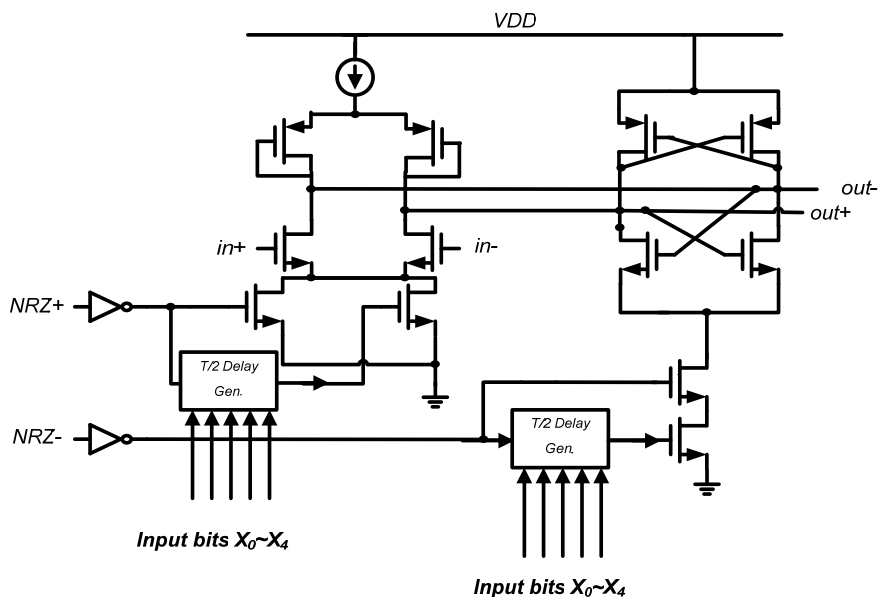 VDD
out-
out+
in+
in-
NRZ+
T/2 Delay
Gen.
NRZ-
T/2 Delay
Gen.
Input bits X0~X4
Input bits X0~X4